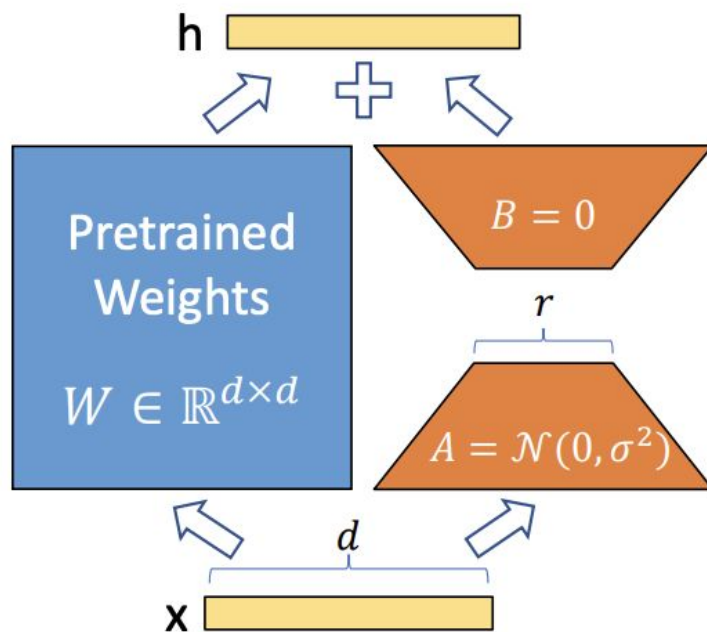 h
Pretrained
Weights
W ∈ ℝ^{d×d}
B = 0
r
A = 𝒩(0, σ²)
d
x